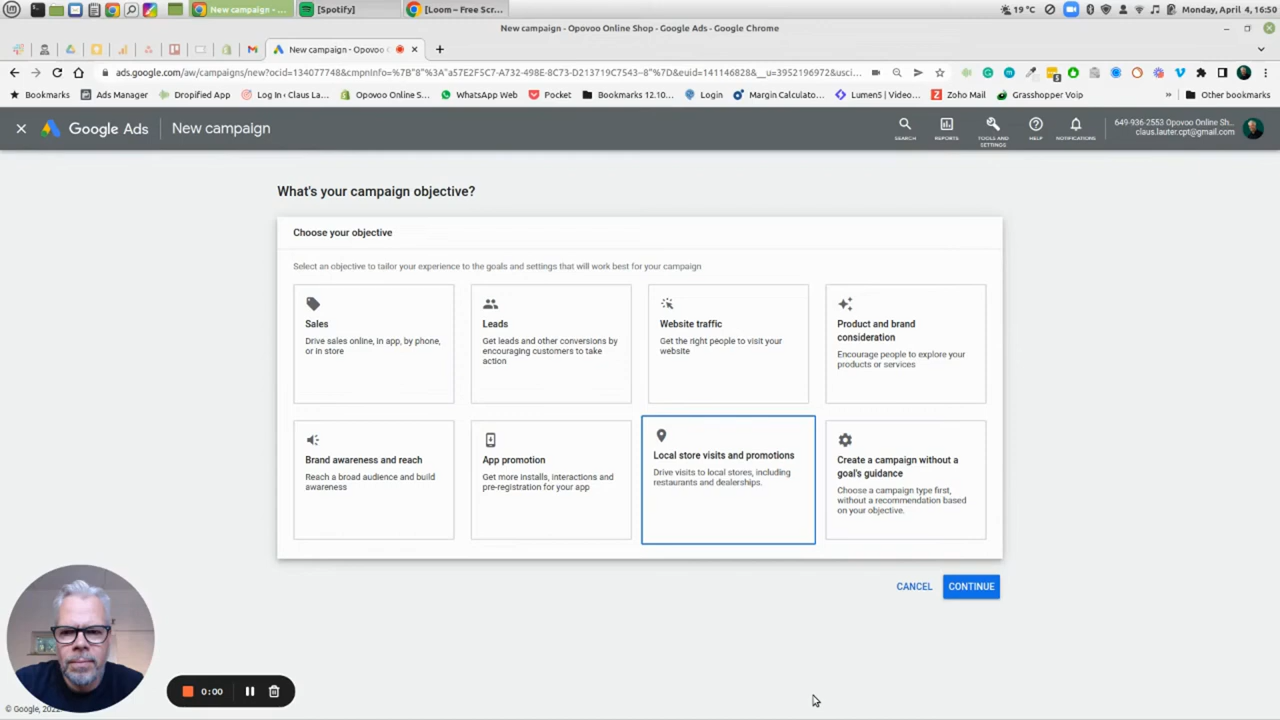 New campaign - ...
[Spotify]
[Loom – Free Scr...
19 °C
Monday, April 4, 16:50
New campaign - Opovoo Online Shop - Google Ads - Google Chrome
New campaign - Opovoo O
ads.google.com/aw/campaigns/new?ocid=134077748&cmpnInfo=%7B"8"%3A"a57E2F5C7-A732-498E-8C73-D213719C7543--8"%7D&euid=141146828&__u=3952196972&usci...
Bookmarks
Ads Manager
Dropified App
Log In ‹ Claus La...
Opovoo Online S...
WhatsApp Web
Pocket
Bookmarks 12.10...
Login
Margin Calculato...
Lumen5 | Video...
Zoho Mail
Grasshopper Voip
»
Other bookmarks
Google Ads
New campaign
SEARCH
REPORTS
TOOLS AND
SETTINGS
HELP
NOTIFICATIONS
649-936-2553 Opovoo Online Sh...
claus.lauter.cpt@gmail.com
What's your campaign objective?
Choose your objective
Select an objective to tailor your experience to the goals and settings that will work best for your campaign
Sales
Drive sales online, in app, by phone,
or in store
Leads
Get leads and other conversions by
encouraging customers to take
action
Website traffic
Get the right people to visit your
website
Product and brand
consideration
Encourage people to explore your
products or services
Brand awareness and reach
Reach a broad audience and build
awareness
App promotion
Get more installs, interactions and
pre-registration for your app
Local store visits and promotions
Drive visits to local stores, including
restaurants and dealerships.
Create a campaign without a
goal's guidance
Choose a campaign type first,
without a recommendation based
on your objective.
CANCEL
CONTINUE
0:00
© Google, 202